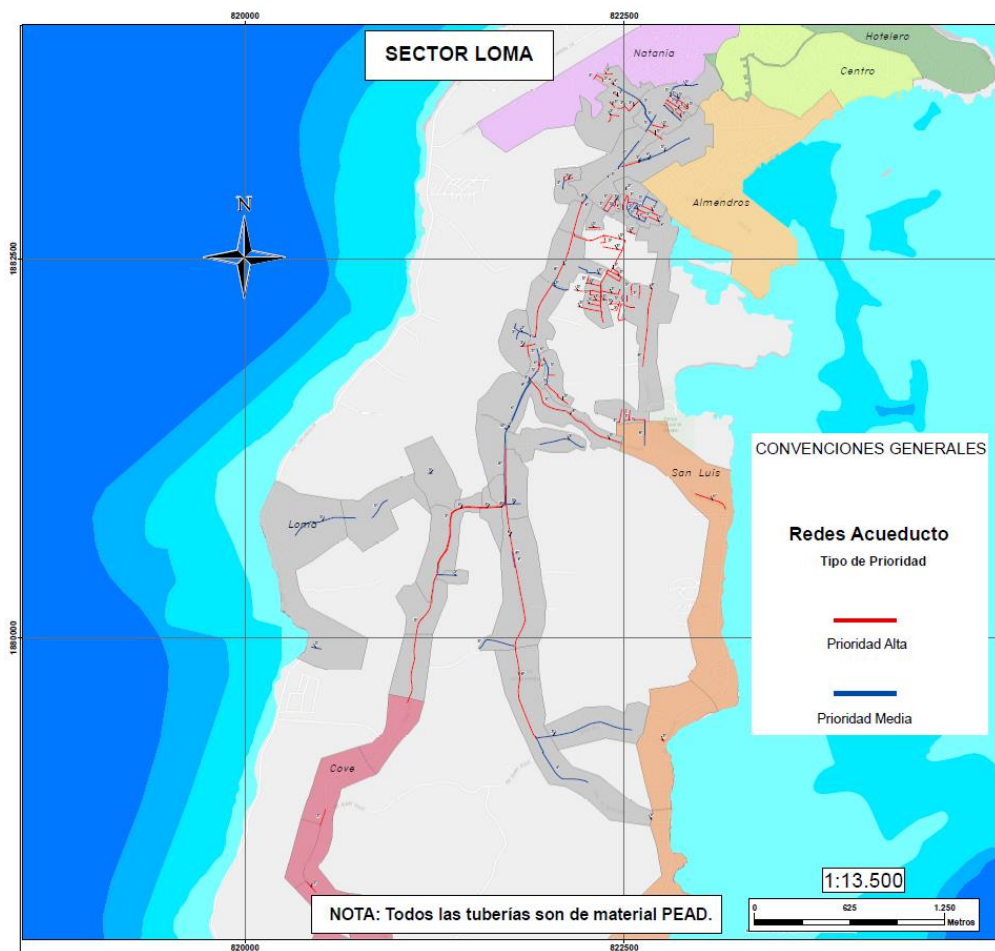 820000
822500
SECTOR LOMA
Natania
Hotelero
Centro
Almendros
N
1882500
San Luis
Loma
1880000
Cove
CONVENCIONES GENERALES
Redes Acueducto
Tipo de Prioridad
Prioridad Alta
Prioridad Media
1:13.500
0
625
1.250
Metros
NOTA: Todos las tuberías son de material PEAD.
820000
822500